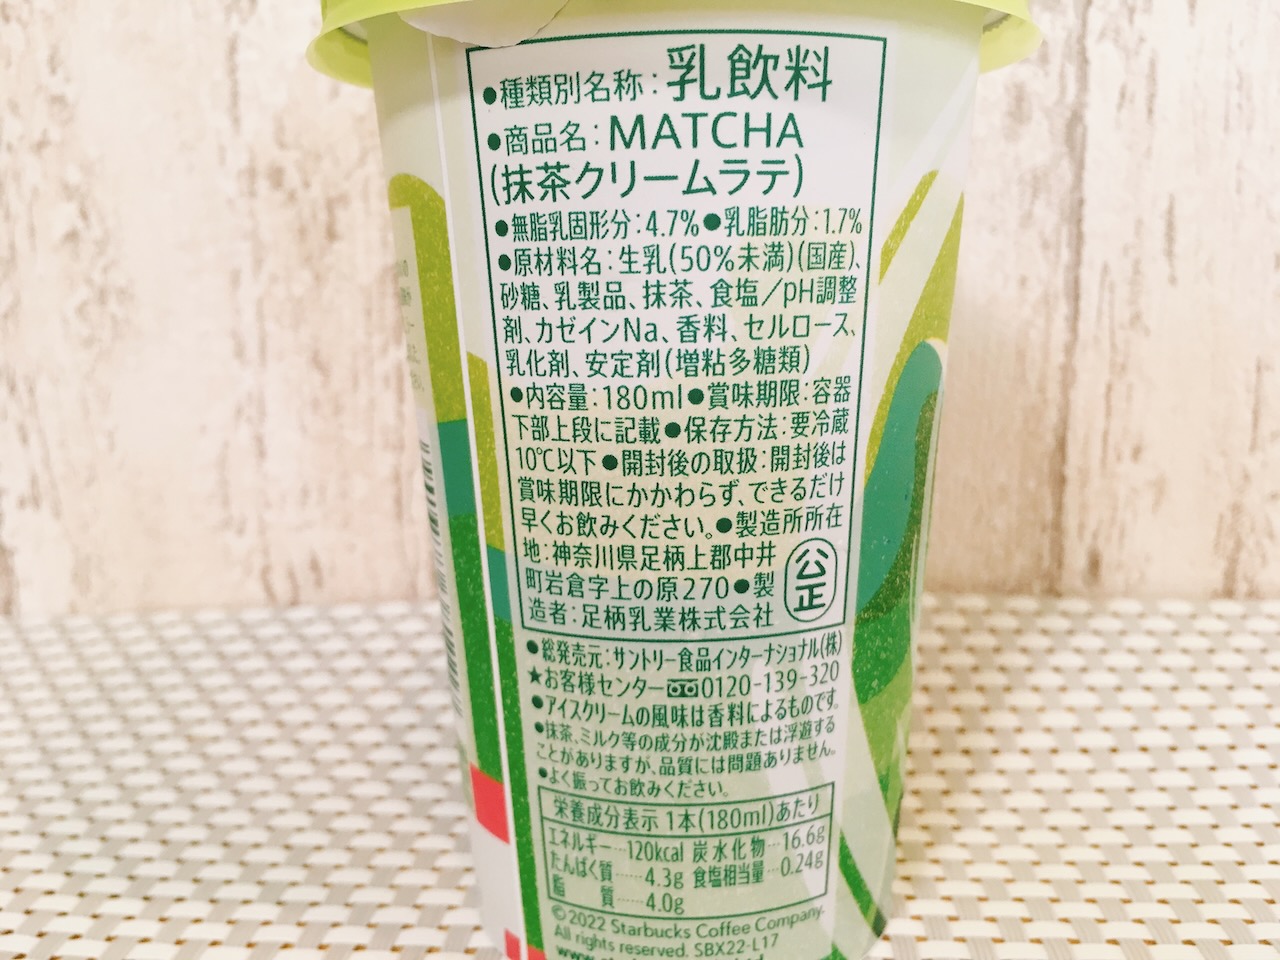 ●種類別名称:乳飲料
●商品名:MATCHA
(抹茶クリームラテ)
●無脂乳固形分:4.7%●乳脂肪分:1.7%
●原材料名:生乳(50%未満)(国産)、
砂糖、乳製品、抹茶、食塩/pH調整
剤、カゼインNa、香料、セルロース、
乳化剤、安定剤(増粘多糖類)
●内容量:180ml●賞味期限:容器
下部上段に記載●保存方法:要冷蔵
10℃以下●開封後の取扱:開封後は
賞味期限にかかわらず、できるだけ
早くお飲みください。●製造所所在
地:神奈川県足柄上郡中井
町岩倉字上の原270●製
造者:足柄乳業株式会社
公正
●総発売元:サントリー食品インターナショナル(株)
★お客様センター 0120-139-320
●アイスクリームの風味は香料によるものです。
●抹茶、ミルク等の成分が沈殿または浮遊する
ことがありますが、品質には問題ありません。
●よく振ってお飲みください。
栄養成分表示 1本(180ml)あたり
エネルギー…120kcal 炭水化物…16.6g
たんぱく質……4.3g 食塩相当量…0.24g
脂 質……4.0g
©2022 Starbucks Coffee Company.
All rights reserved. SBX22-L17